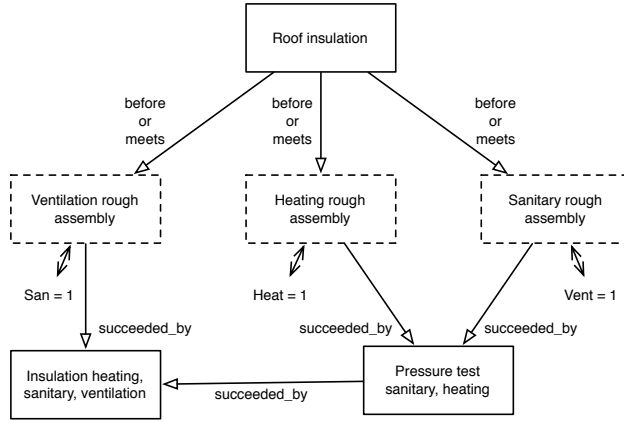 Roof insulation
before
or
meets
before
or
meets
before
or
meets
Ventilation rough
assembly
Heating rough
assembly
Sanitary rough
assembly
San = 1
Heat = 1
Vent = 1
succeeded_by
succeeded_by
succeeded_by
Insulation heating,
sanitary, ventilation
succeeded_by
Pressure test
sanitary, heating